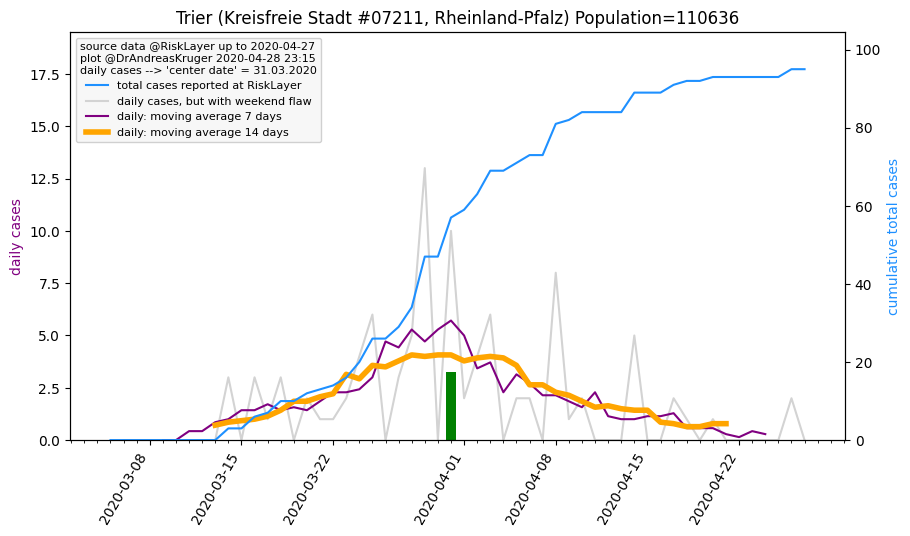 Trier (Kreisfreie Stadt #07211, Rheinland-Pfalz) Population=110636
source data @RiskLayer up to 2020-04-27
plot @DrAndreasKruger 2020-04-28 23:15
daily cases --> 'center date' = 31.03.2020
total cases reported at RiskLayer
daily cases, but with weekend flaw
daily: moving average 7 days
daily: moving average 14 days
daily cases
17.5
15.0
12.5
10.0
7.5
5.0
2.5
0.0
100
80
60
40
20
0
cumulative total cases
2020-03-08
2020-03-15
2020-03-22
2020-04-01
2020-04-08
2020-04-15
2020-04-22